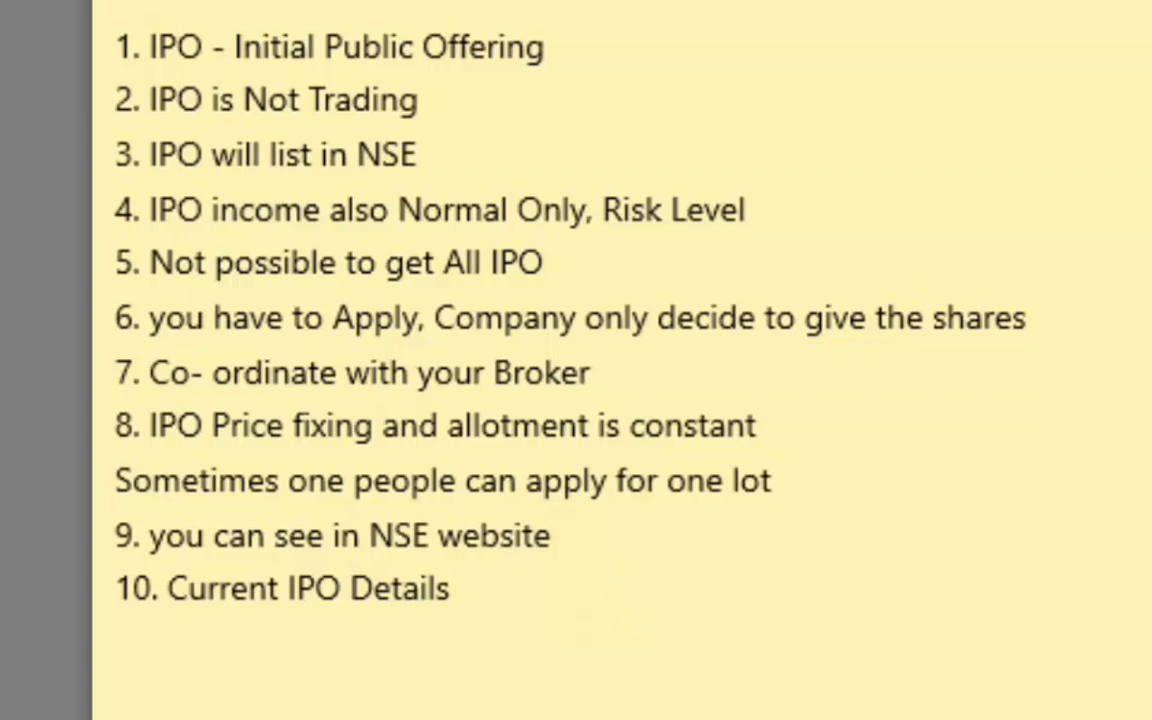 1. IPO - Initial Public Offering
2. IPO is Not Trading
3. IPO will list in NSE
4. IPO income also Normal Only, Risk Level
5. Not possible to get All IPO
6. you have to Apply, Company only decide to give the shares
7. Co- ordinate with your Broker
8. IPO Price fixing and allotment is constant
Sometimes one people can apply for one lot
9. you can see in NSE website
10. Current IPO Details